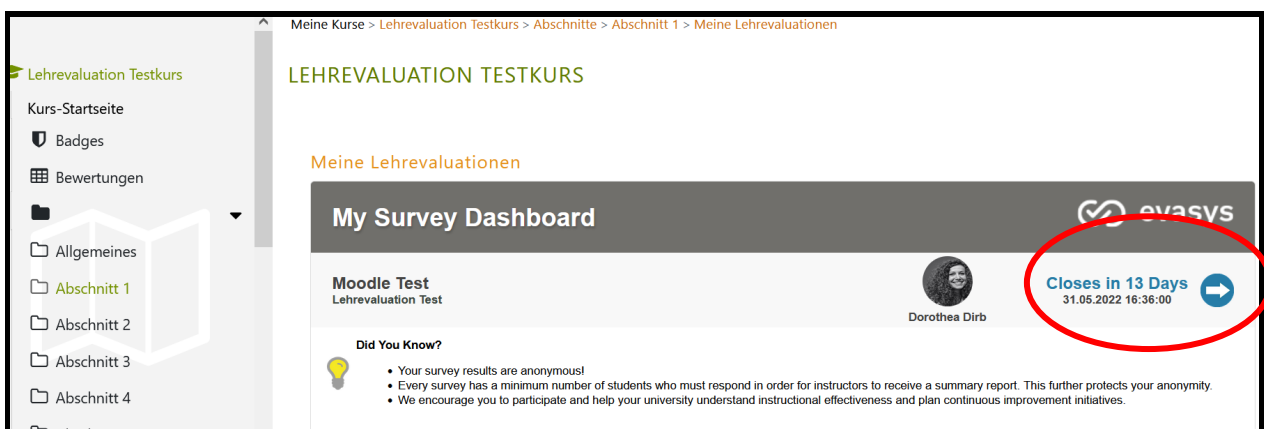 Meine Kurse > Lehrevaluation Testkurs > Abschnitte > Abschnitt 1 > Meine Lehrevaluationen
Lehrevaluation Testkurs
Kurs-Startseite
Badges
Bewertungen
Allgemeines
Abschnitt 1
Abschnitt 2
Abschnitt 3
Abschnitt 4
LEHREVALUATION TESTKURS
Meine Lehrevaluationen
My Survey Dashboard
evasys
Moodle Test
Lehrevaluation Test
Dorothea Dirb
Closes in 13 Days
31.05.2022 16:36:00
Did You Know?
• Your survey results are anonymous!
• Every survey has a minimum number of students who must respond in order for instructors to receive a summary report. This further protects your anonymity.
• We encourage you to participate and help your university understand instructional effectiveness and plan continuous improvement initiatives.